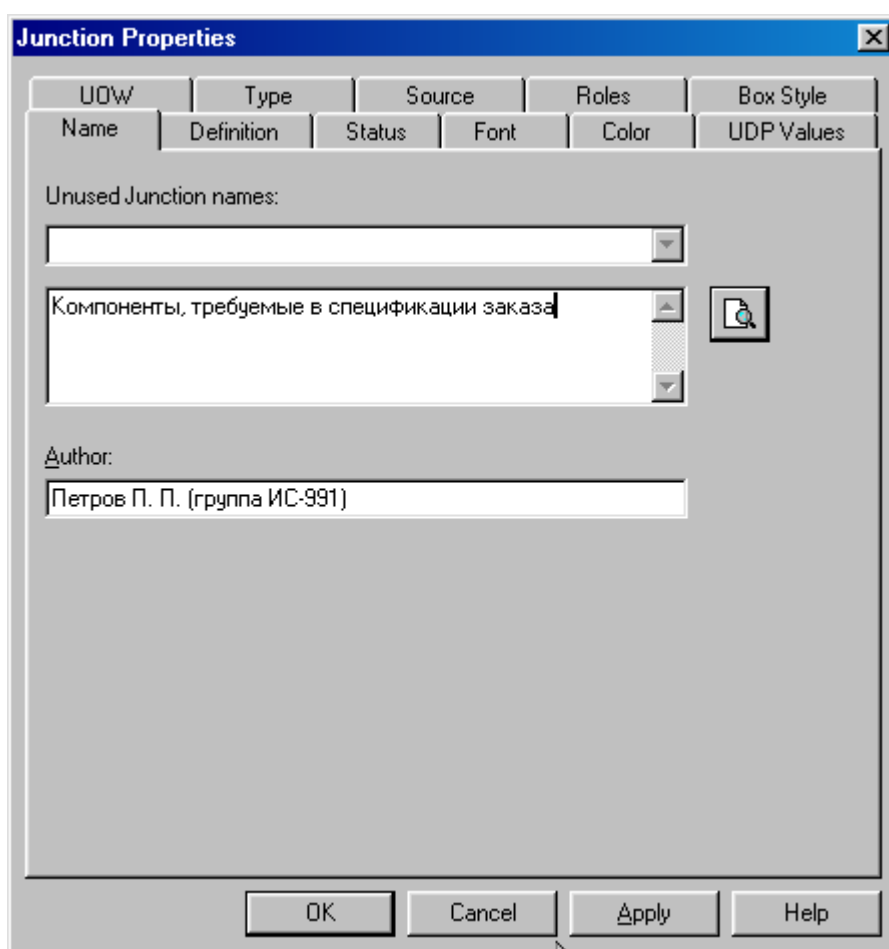 Junction Properties
UOW Type Source Roles Box Style
Name Definition Status Font Color UDP Values
Unused Junction names:
Компоненты, требуемые в спецификации заказа
Author:
Петров П. П. (группа ИС-991)
OK Cancel Apply Help